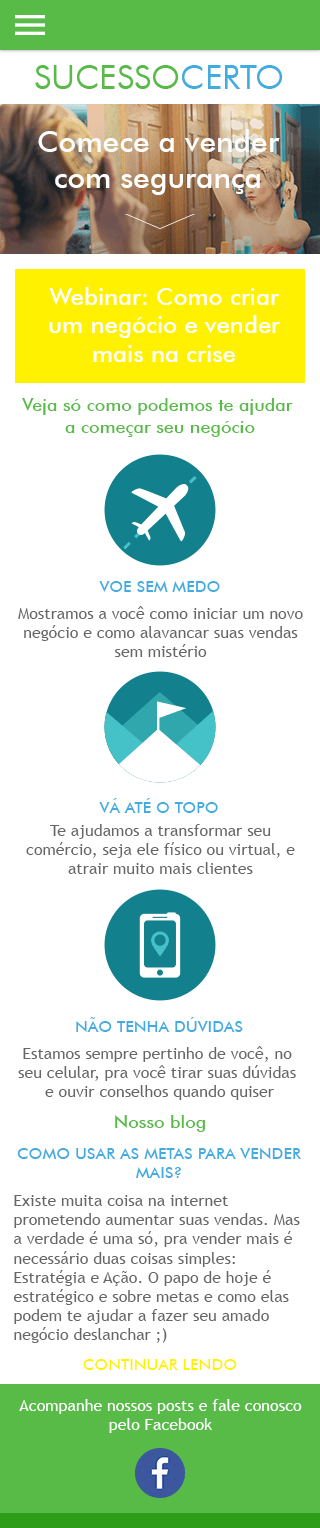 SUCESSOCERTO
Comece a vender
com segurança
Webinar: Como criar
um negócio e vender
mais na crise
Veja só como podemos te ajudar
a começar seu negócio
VOE SEM MEDO
Mostramos a você como iniciar um novo
negócio e como alavancar suas vendas
sem mistério
VÁ ATÉ O TOPO
Te ajudamos a transformar seu
comércio, seja ele físico ou virtual, e
atrair muito mais clientes
NÃO TENHA DÚVIDAS
Estamos sempre pertinho de você, no
seu celular, pra você tirar suas dúvidas
e ouvir conselhos quando quiser
Nosso blog
COMO USAR AS METAS PARA VENDER
MAIS?
Existe muita coisa na internet
prometendo aumentar suas vendas. Mas
a verdade é uma só, pra vender mais é
necessário duas coisas simples:
Estratégia e Ação. O papo de hoje é
estratégico e sobre metas e como elas
podem te ajudar a fazer seu amado
negócio deslanchar ;)
CONTINUAR LENDO
Acompanhe nossos posts e fale conosco
pelo Facebook
f